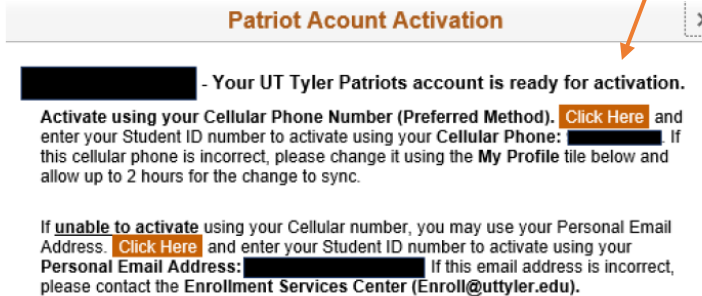 Patriot Acount Activation
- Your UT Tyler Patriots account is ready for activation.
Activate using your Cellular Phone Number (Preferred Method). Click Here and
enter your Student ID number to activate using your Cellular Phone: . If
this cellular phone is incorrect, please change it using the My Profile tile below and
allow up to 2 hours for the change to sync.
If unable to activate using your Cellular number, you may use your Personal Email
Address. Click Here and enter your Student ID number to activate using your
Personal Email Address: If this email address is incorrect,
please contact the Enrollment Services Center (Enroll@uttyler.edu).